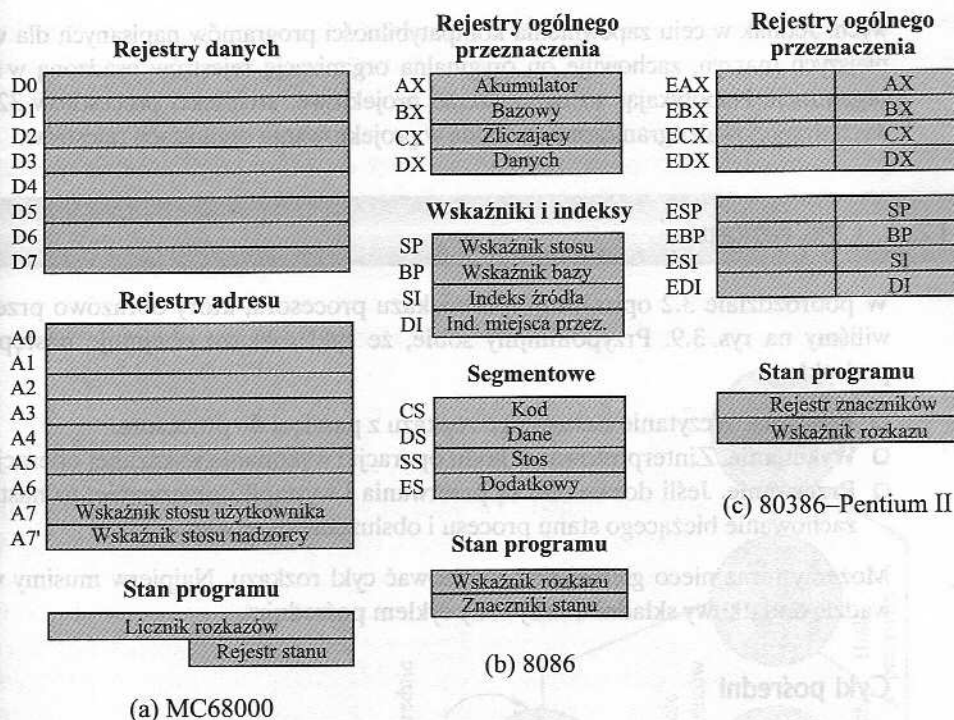 Rejestry danych
D0
D1
D2
D3
D4
D5
D6
D7
Rejestry adresu
A0
A1
A2
A3
A4
A5
A6
A7 Wskaźnik stosu użytkownika
A7' Wskaźnik stosu nadzorcy
Stan programu
Licznik rozkazów
Rejestr stanu
(a) MC68000
Rejestry ogólnego
przeznaczenia
AX Akumulator
BX Bazowy
CX Zliczający
DX Danych
Wskaźniki i indeksy
SP Wskaźnik stosu
BP Wskaźnik bazy
SI Indeks źródła
DI Ind. miejsca przez.
Segmentowe
CS Kod
DS Dane
SS Stos
ES Dodatkowy
Stan programu
Wskaźnik rozkazu
Znaczniki stanu
(b) 8086
Rejestry ogólnego
przeznaczenia
EAX AX
EBX BX
ECX CX
EDX DX
ESP SP
EBP BP
ESI SI
EDI DI
Stan programu
Rejestr znaczników
Wskaźnik rozkazu
(c) 80386–Pentium II
Cykl pośredni